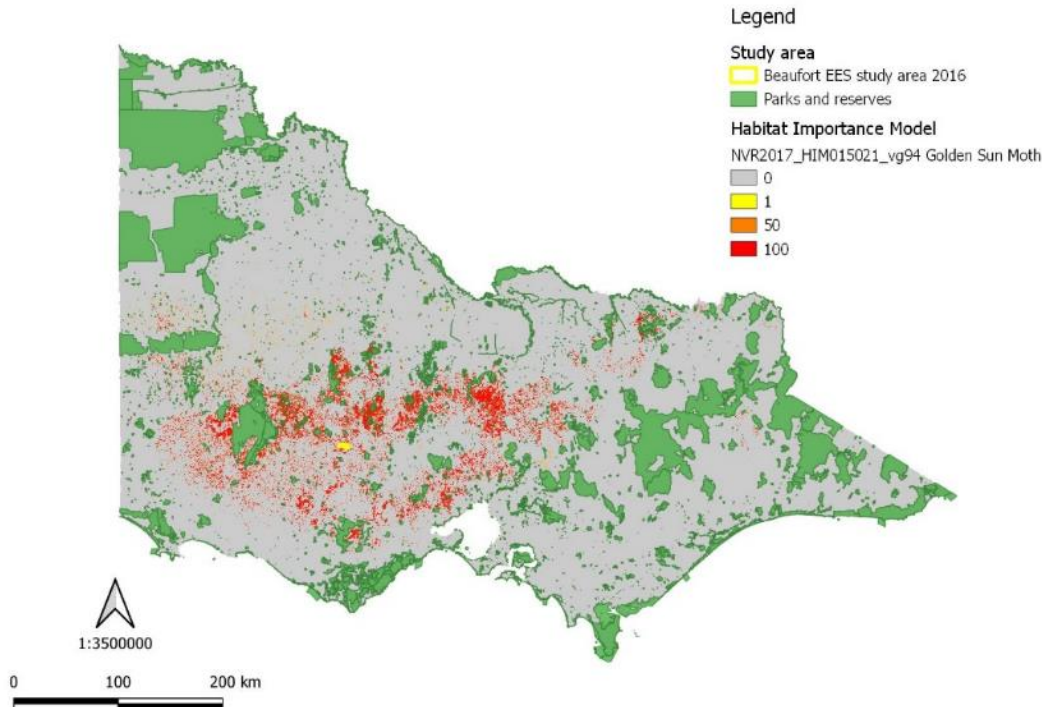 Legend
Study area
Beaufort EES study area 2016
Parks and reserves
Habitat Importance Model
NVR2017_HIM015021_vg94 Golden Sun Moth
0
1
50
100
1:3500000
0 100 200 km